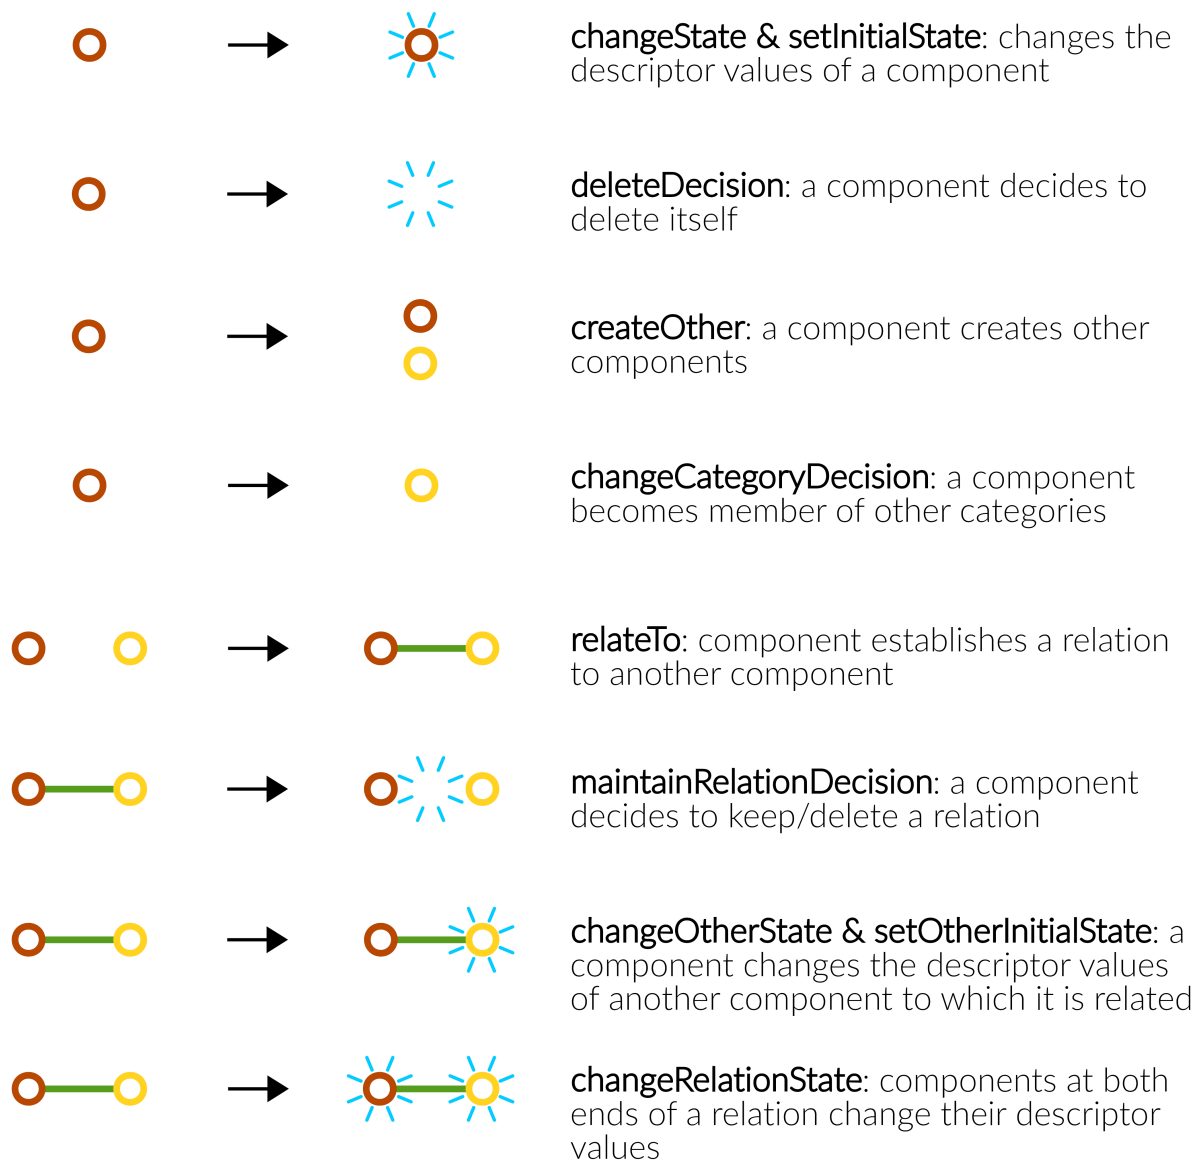 changeState & setInitialState: changes the
descriptor values of a component
deleteDecision: a component decides to
delete itself
createOther: a component creates other
components
changeCategoryDecision: a component
becomes member of other categories
relateTo: component establishes a relation
to another component
maintainRelationDecision: a component
decides to keep/delete a relation
changeOtherState & setOtherInitialState: a
component changes the descriptor values
of another component to which it is related
changeRelationState: components at both
ends of a relation change their descriptor
values